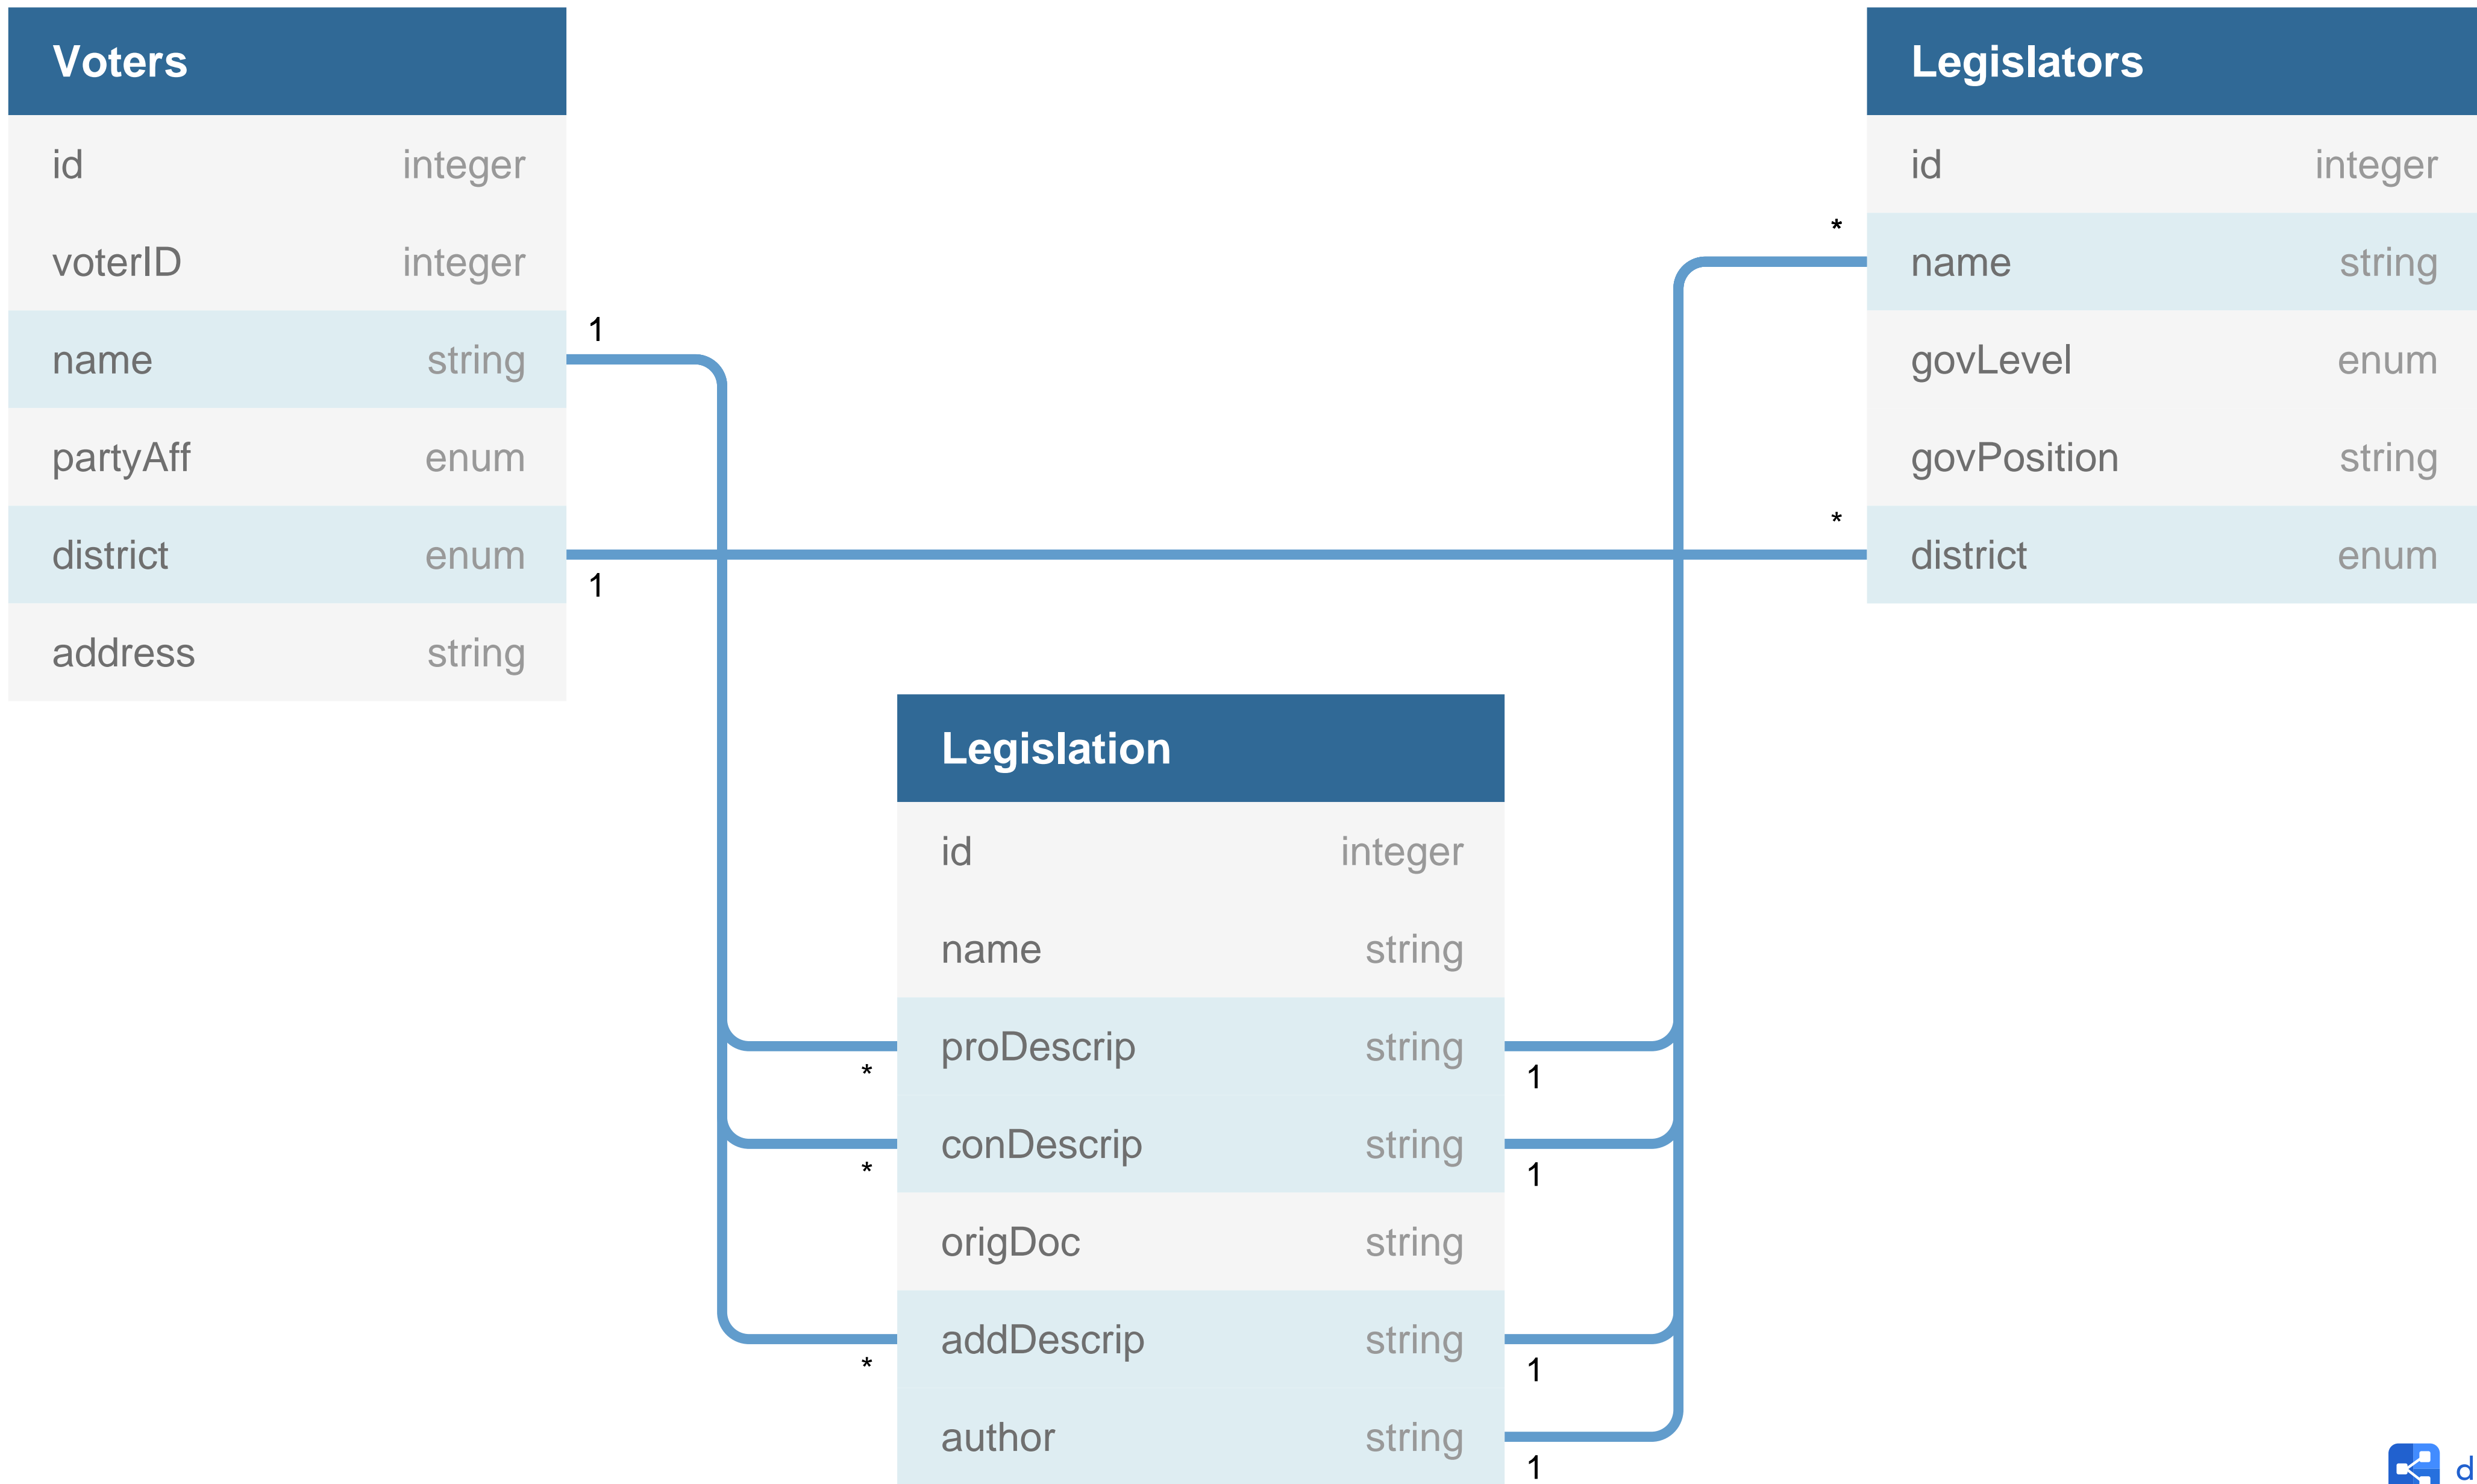 Voters
id integer
voterID integer
name string
partyAff enum
district enum
address string
1
1
Legislators
id integer
name string
govLevel enum
govPosition string
district enum
*
*
Legislation
id integer
name string
proDescrip string
conDescrip string
origDoc string
addDescrip string
author string
*
*
*
1
1
1
1
d